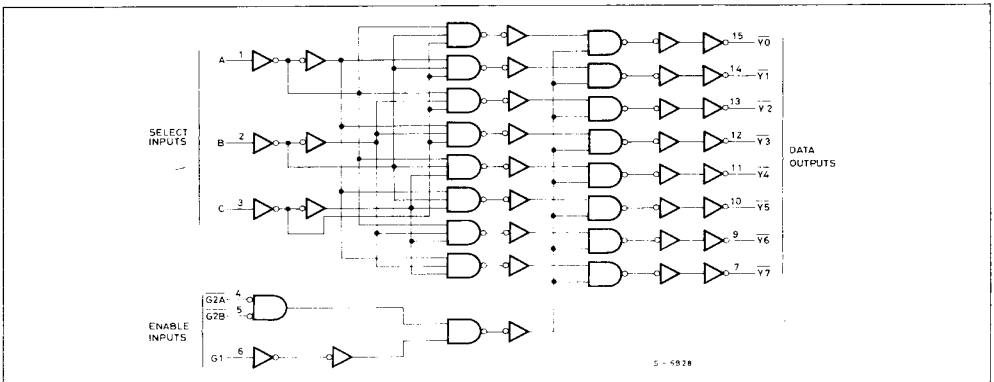 A 1
SELECT
INPUTS
B 2
C 3
G2A 4
G2B 5
ENABLE
INPUTS
G1 6
15 Y0
14 Y1
13 Y2
12 Y3
11 Y4
10 Y5
9 Y6
7 Y7
DATA
OUTPUTS